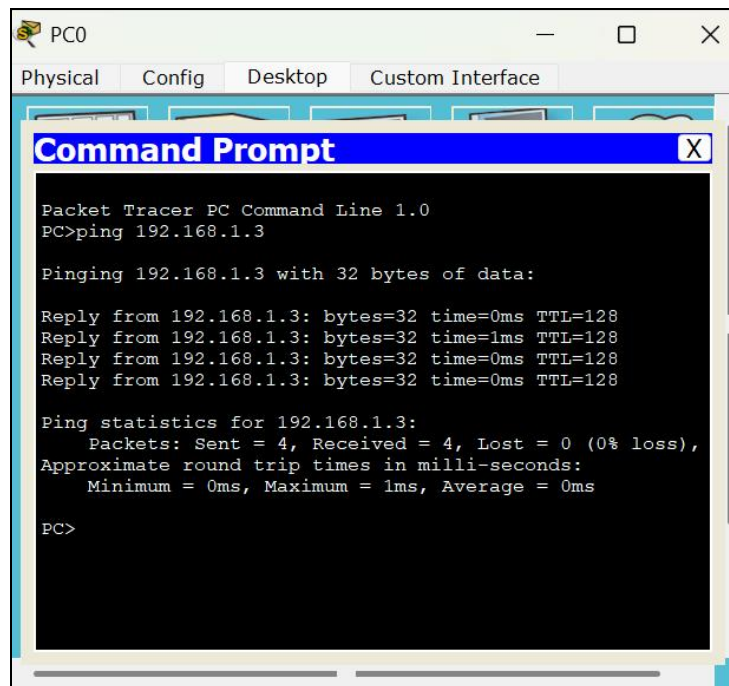 PC0
Physical Config Desktop Custom Interface
Command Prompt X
Packet Tracer PC Command Line 1.0
PC>ping 192.168.1.3
Pinging 192.168.1.3 with 32 bytes of data:
Reply from 192.168.1.3: bytes=32 time=0ms TTL=128
Reply from 192.168.1.3: bytes=32 time=1ms TTL=128
Reply from 192.168.1.3: bytes=32 time=0ms TTL=128
Reply from 192.168.1.3: bytes=32 time=0ms TTL=128
Ping statistics for 192.168.1.3:
Packets: Sent = 4, Received = 4, Lost = 0 (0% loss),
Approximate round trip times in milli-seconds:
Minimum = 0ms, Maximum = 1ms, Average = 0ms
PC>